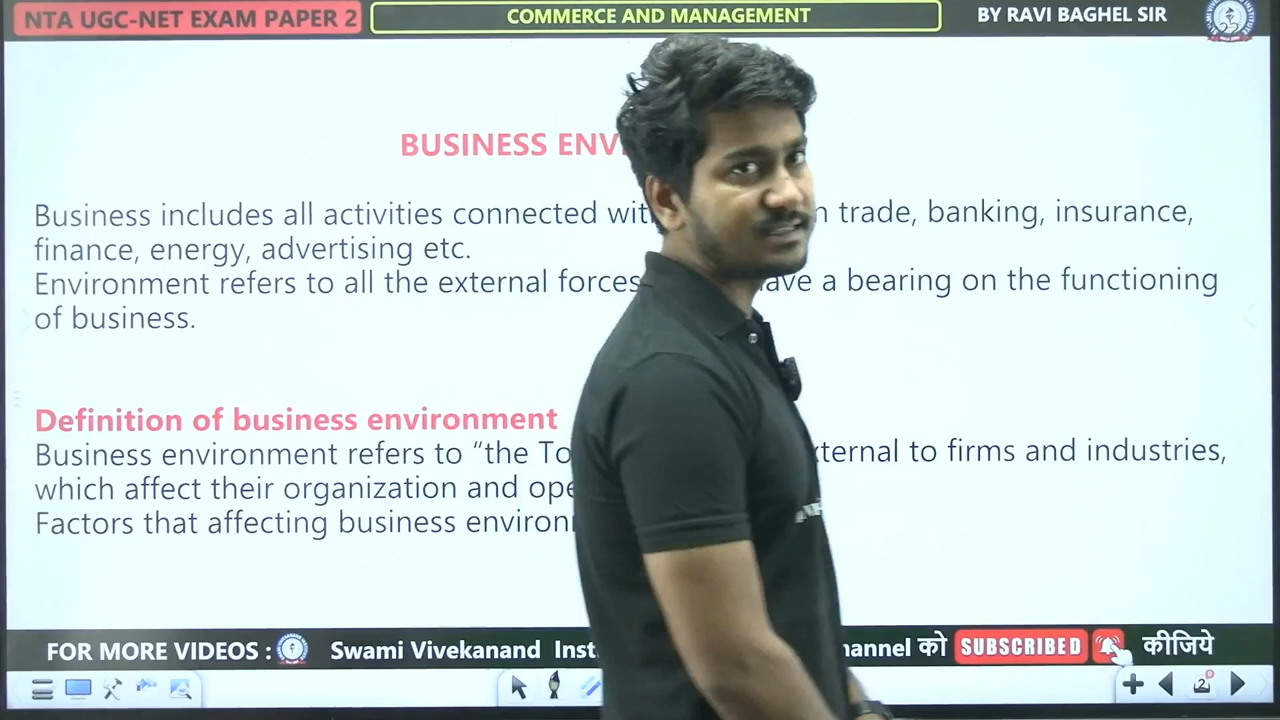 NTA UGC-NET EXAM PAPER 2
COMMERCE AND MANAGEMENT
BY RAVI BAGHEL SIR
BUSINESS ENV
Business includes all activities connected wit n trade, banking, insurance,
finance, energy, advertising etc.
Environment refers to all the external forces ave a bearing on the functioning
of business.
Definition of business environment
Business environment refers to “the To xternal to firms and industries,
which affect their organization and ope
Factors that affecting business environ
FOR MORE VIDEOS : Swami Vivekanand Inst hannel को SUBSCRIBED कीजिये
2